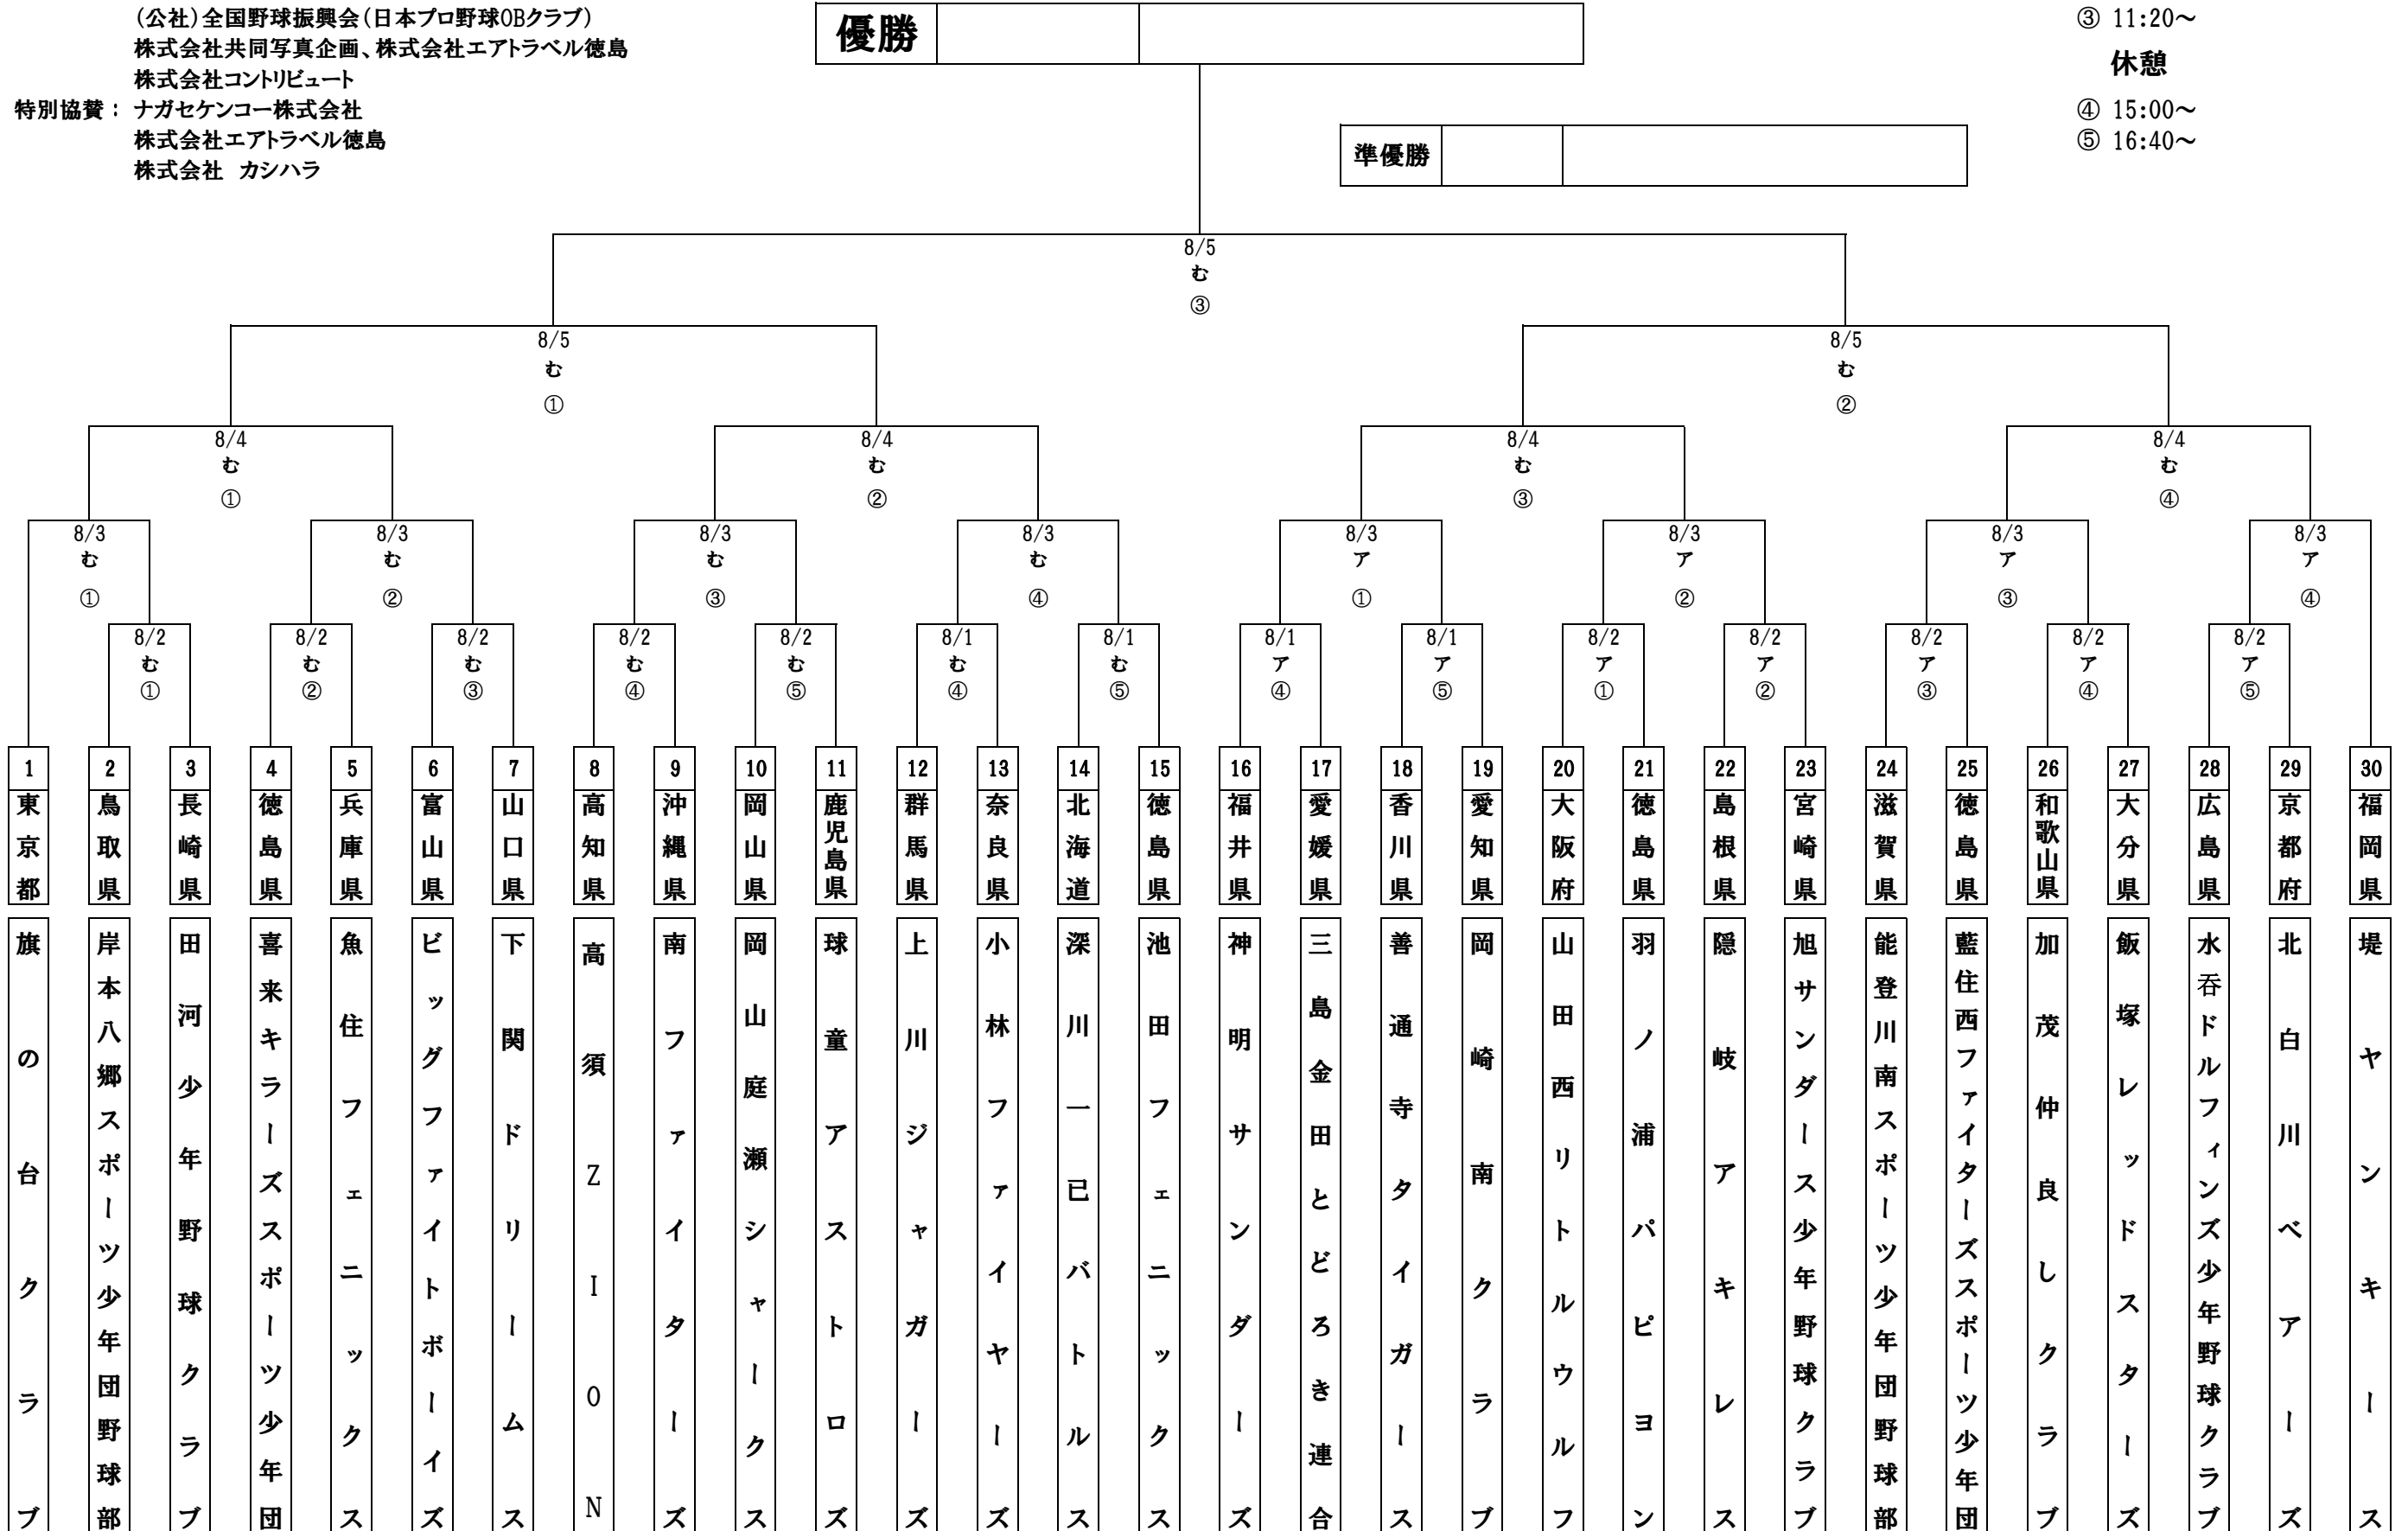 (公社)全国野球振興会(日本プロ野球OBクラブ)
株式会社共同写真企画、株式会社エアトラベル徳島
株式会社コントリビュート
特別協賛： ナガセケンコー株式会社
株式会社エアトラベル徳島
株式会社 カシハラ
優勝
準優勝
③ 11:20～
休憩
④ 15:00～
⑤ 16:40～
8/5 む ③
8/5 む ①
8/5 む ②
8/4 む ①
8/4 む ②
8/4 む ③
8/4 む ④
8/3 む ①
8/3 む ②
8/3 む ③
8/3 む ④
8/3 ア ①
8/3 ア ②
8/3 ア ③
8/3 ア ④
8/2 む ①
8/2 む ②
8/2 む ③
8/2 む ④
8/2 む ⑤
8/1 む ④
8/1 む ⑤
8/1 ア ④
8/1 ア ⑤
8/2 ア ①
8/2 ア ②
8/2 ア ③
8/2 ア ④
8/2 ア ⑤
1 東京都 旗の台クラブ
2 鳥取県 岸本八郷スポーツ少年団野球部
3 長崎県 田河少年野球クラブ
4 徳島県 喜来キラーズスポーツ少年団
5 兵庫県 魚住フェニックス
6 富山県 ビッグファイトボーイズ
7 山口県 下関ドリームス
8 高知県 高須ZION
9 沖縄県 南ファイターズ
10 岡山県 岡山庭瀬シャークス
11 鹿児島県 球童アストロズ
12 群馬県 上川ジャガーズ
13 奈良県 小林ファイヤーズ
14 北海道 深川一已バトルス
15 徳島県 池田フェニックス
16 福井県 神明サンダーズ
17 愛媛県 三島金田とどろき連合
18 香川県 善通寺タイガース
19 愛知県 岡崎南クラブ
20 大阪府 山田西リトルウルフ
21 徳島県 羽ノ浦パピヨン
22 島根県 隠岐アキレス
23 宮崎県 旭サンダース少年野球クラブ
24 滋賀県 能登川南スポーツ少年団野球部
25 徳島県 藍住西ファイターズスポーツ少年団
26 和歌山県 加茂仲良しクラブ
27 大分県 飯塚レッドスターズ
28 広島県 水呑ドルフィンズ少年野球クラブ
29 京都府 北白川ベアーズ
30 福岡県 堤ヤンキース